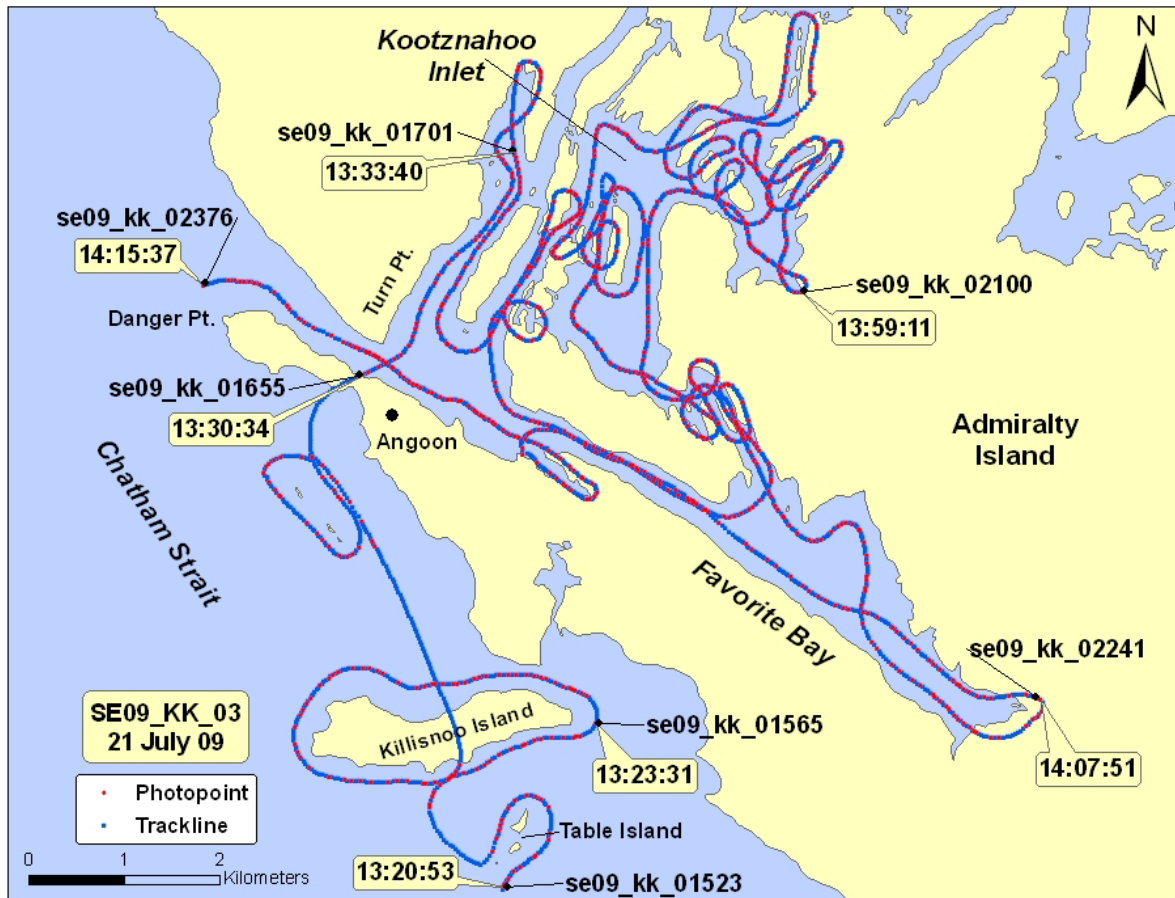 Kootznahoo
Inlet
N
se09_kk_01701
13:33:40
se09_kk_02376
14:15:37
Turn Pt.
Danger Pt.
se09_kk_02100
13:59:11
se09_kk_01655
13:30:34
Angoon
Admiralty
Island
Chatham Strait
Favorite Bay
se09_kk_02241
14:07:51
SE09_KK_03
21 July 09
Killisnoo Island
se09_kk_01565
13:23:31
Photopoint
Trackline
Table Island
0 1 2
Kilometers
13:20:53
se09_kk_01523